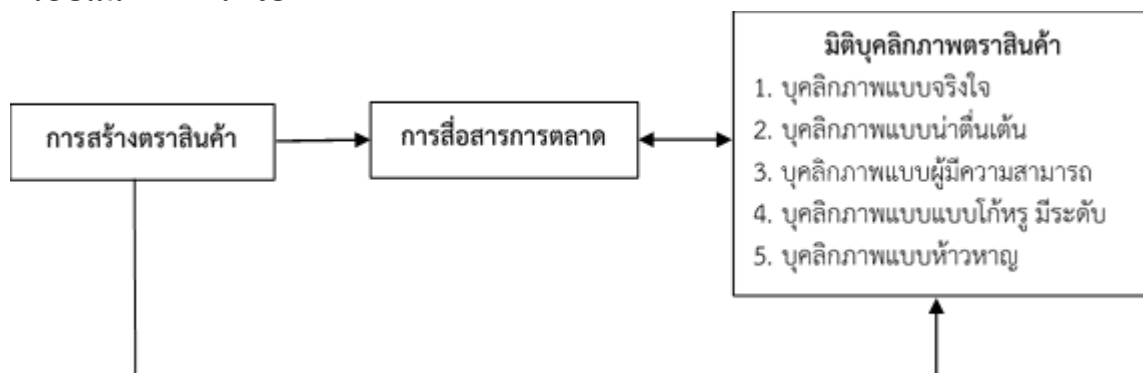 การสร้างตราสินค้า
การสื่อสารการตลาด
มิติบุคลิกภาพตราสินค้า
1. บุคลิกภาพแบบจริงใจ
2. บุคลิกภาพแบบน่าตื่นเต้น
3. บุคลิกภาพแบบผู้มีความสามารถ
4. บุคลิกภาพแบบแบบโก้หรู มีระดับ
5. บุคลิกภาพแบบห้าวหาญ